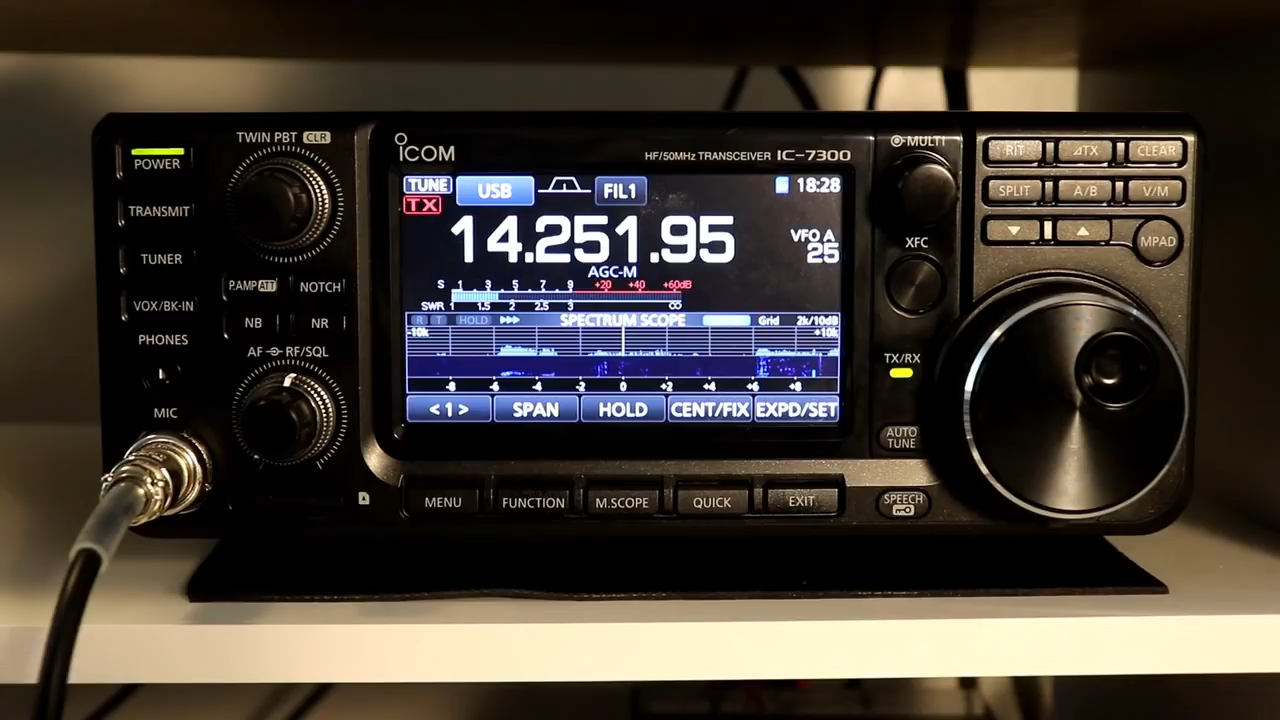 POWER
TRANSMIT
TUNER
VOX/BK-IN
PHONES
MIC
TWIN PBT CLR
P.AMP ATT
NOTCH
NB
NR
AF RF/SQL
ICOM
HF/50MHz TRANSCEIVER IC-7300
TUNE USB FIL1 18:28
TX
14.251.95
VFO A
25
AGC-M
S 1 3 5 7 9 +20 +40 +60dB
SWR 1 1.5 2 2.5 3 ∞
R T HOLD SPECTRUM SCOPE Grid 2k/10dB
-10k +10k
-8 -6 -4 -2 0 +2 +4 +6 +8
<1> SPAN HOLD CENT/FIX EXPD/SET
MENU FUNCTION M.SCOPE QUICK EXIT
MULTI
XFC
TX/RX
AUTO
TUNE
SPEECH
RIT ⊿TX CLEAR
SPLIT A/B V/M
▼ ▲ MPAD